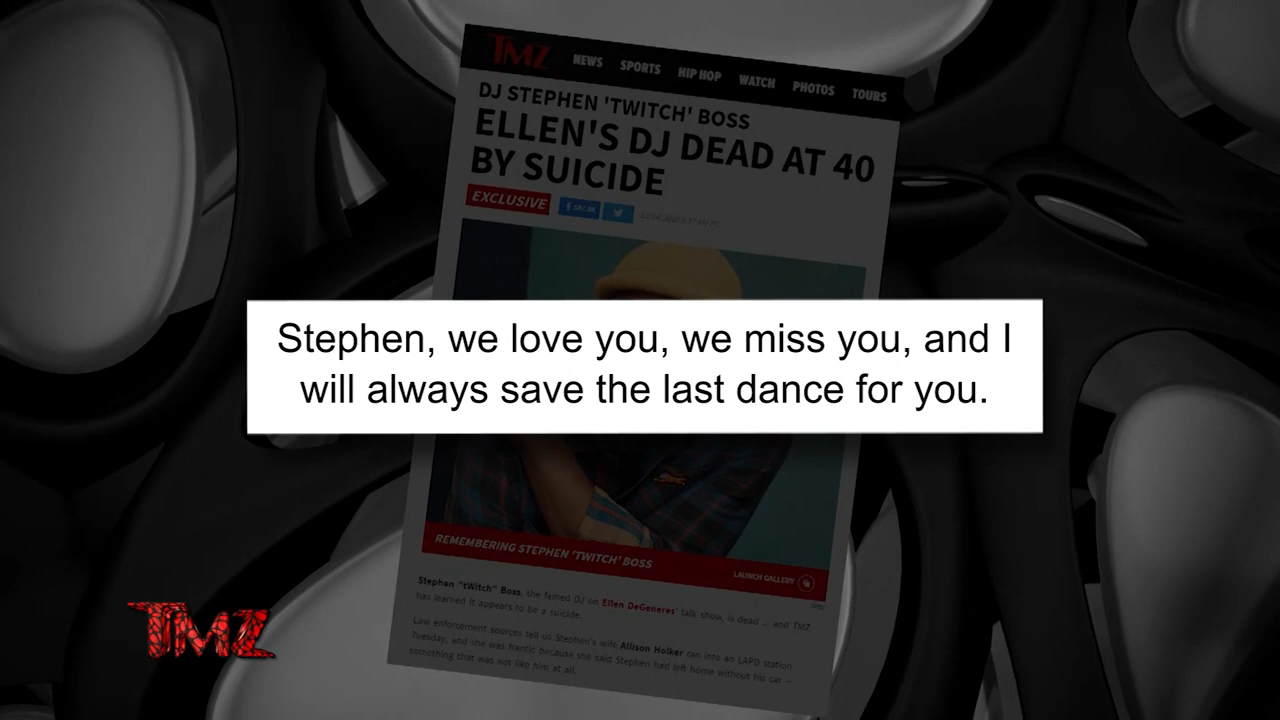 TMZ
NEWS SPORTS HIP HOP WATCH PHOTOS TOURS
DJ STEPHEN 'TWITCH' BOSS
ELLEN'S DJ DEAD AT 40
BY SUICIDE
EXCLUSIVE
Stephen, we love you, we miss you, and I
will always save the last dance for you.
REMEMBERING STEPHEN 'TWITCH' BOSS
LAUNCH GALLERY
Stephen "tWitch" Boss, the famed DJ on Ellen DeGeneres' talk show, is dead ... and TMZ
has learned it appears to be a suicide.
Law enforcement sources tell us Stephen's wife Allison Holker ran into an LAPD station
Tuesday, and she was frantic because she said Stephen had left home without his car –
something that was not like him at all.
TMZ